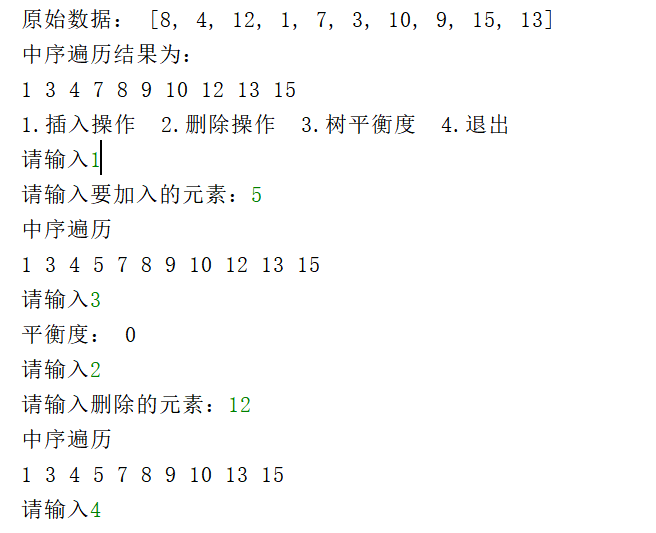 原始数据： [8, 4, 12, 1, 7, 3, 10, 9, 15, 13]
中序遍历结果为：
1 3 4 7 8 9 10 12 13 15
1.插入操作  2.删除操作  3.树平衡度  4.退出
请输入1
请输入要加入的元素：5
中序遍历
1 3 4 5 7 8 9 10 12 13 15
请输入3
平衡度： 0
请输入2
请输入删除的元素：12
中序遍历
1 3 4 5 7 8 9 10 13 15
请输入4